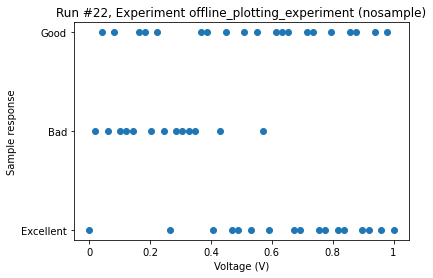 Run #22, Experiment offline_plotting_experiment (nosample)
Good
Bad
Excellent
Sample response
0 0.2 0.4 0.6 0.8 1
Voltage (V)